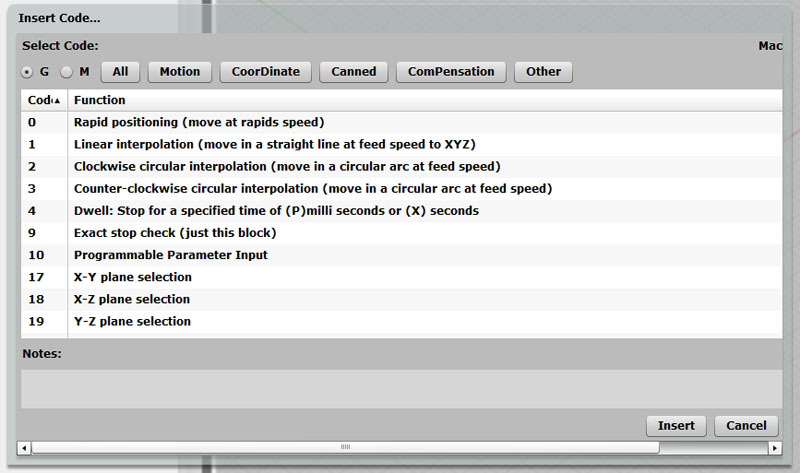 Insert Code...
Select Code: Mac
G M All Motion CoorDinate Canned ComPensation Other
Code Function
0 Rapid positioning (move at rapids speed)
1 Linear interpolation (move in a straight line at feed speed to XYZ)
2 Clockwise circular interpolation (move in a circular arc at feed speed)
3 Counter-clockwise circular interpolation (move in a circular arc at feed speed)
4 Dwell: Stop for a specified time of (P)milli seconds or (X) seconds
9 Exact stop check (just this block)
10 Programmable Parameter Input
17 X-Y plane selection
18 X-Z plane selection
19 Y-Z plane selection
Notes:
Insert Cancel